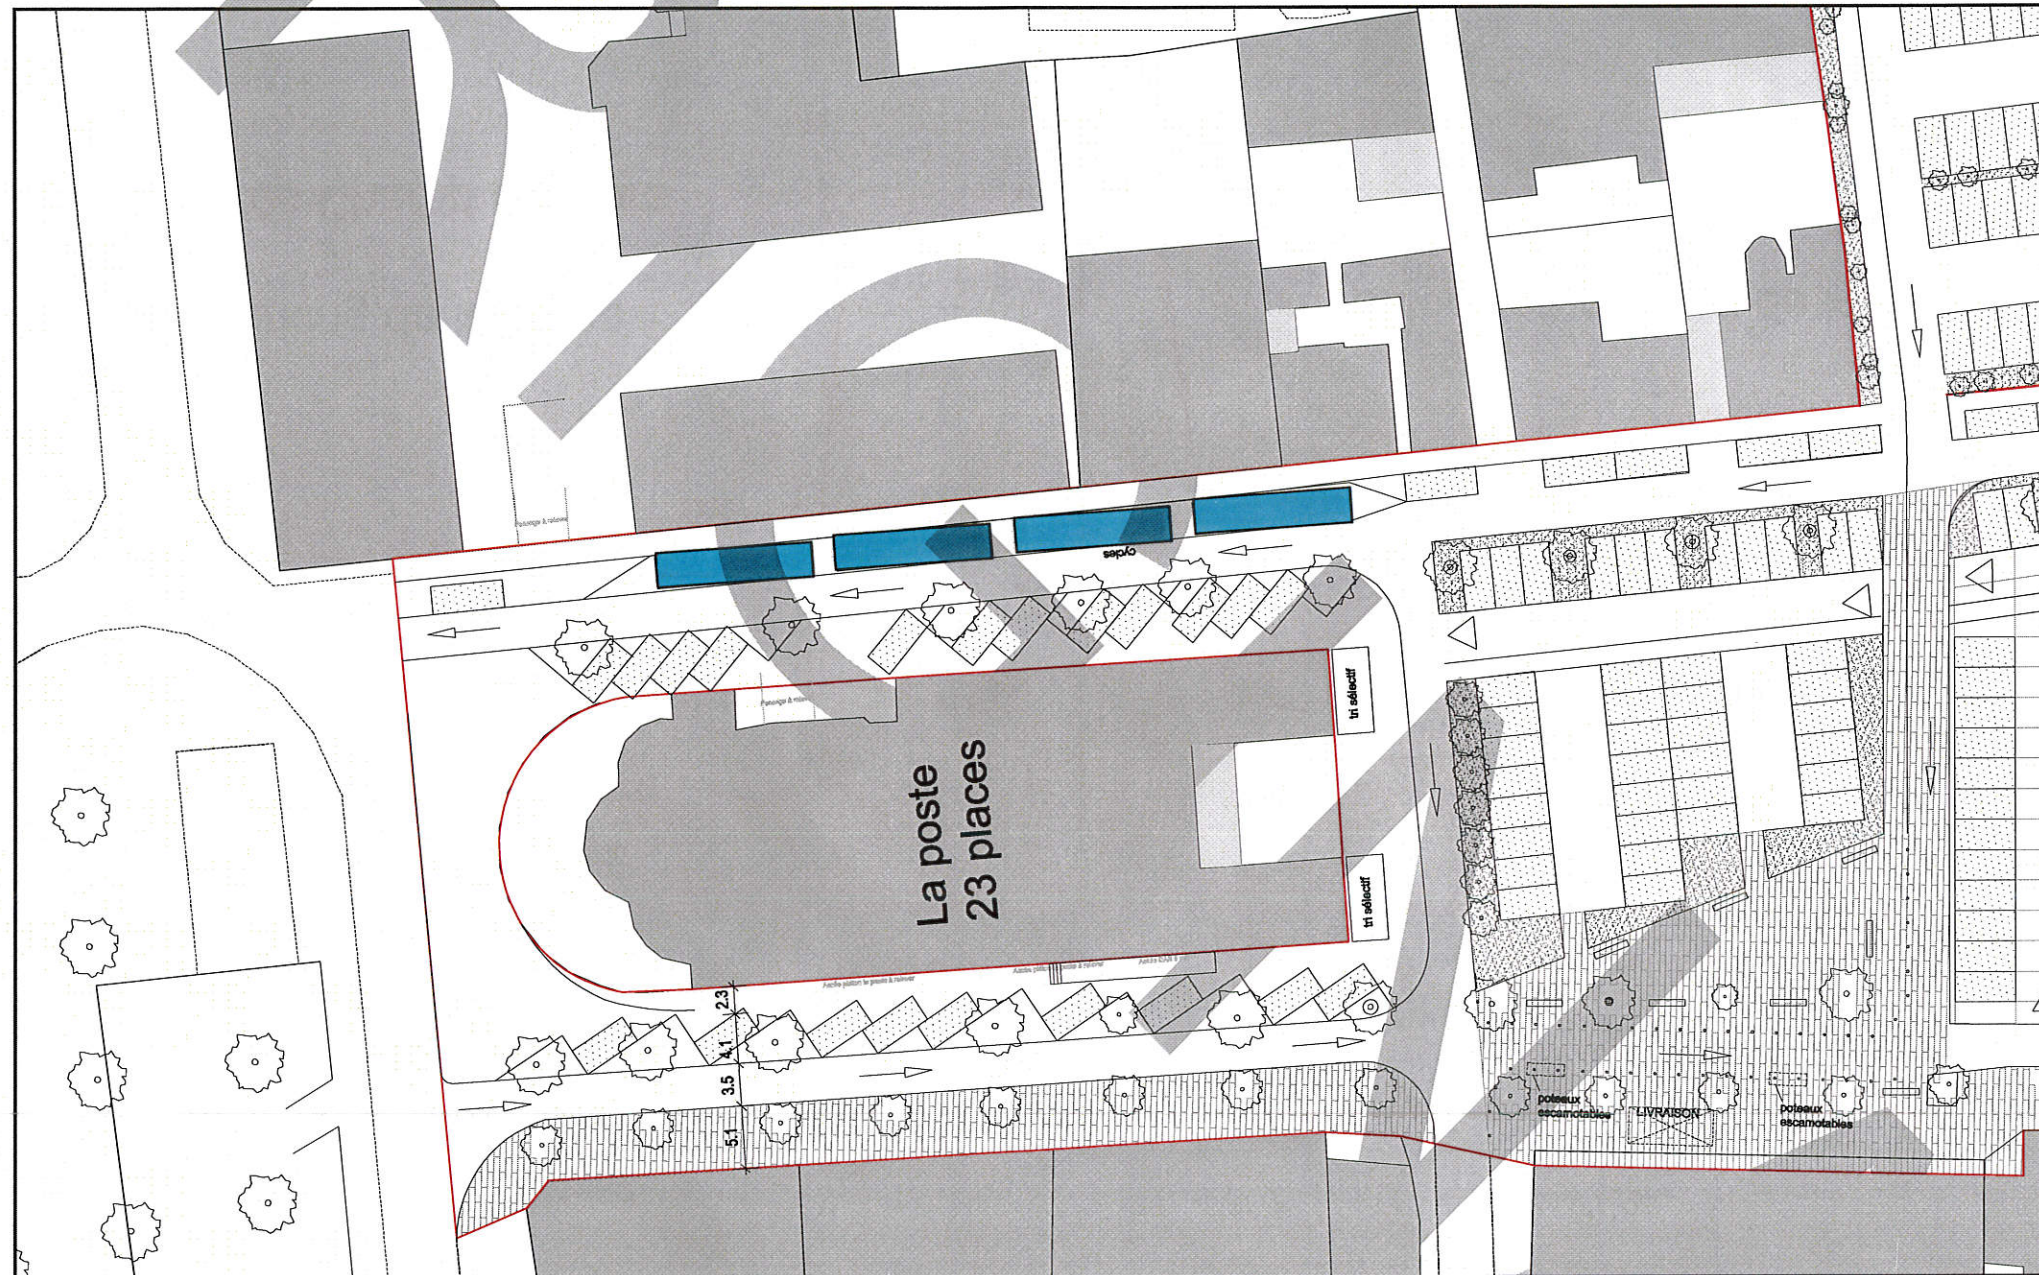 cycles
La poste
23 places
tri sélectif
tri sélectif
2.3
4.1
3.5
5.1
poteaux
escamotables
LIVRAISON
poteaux
escamotables